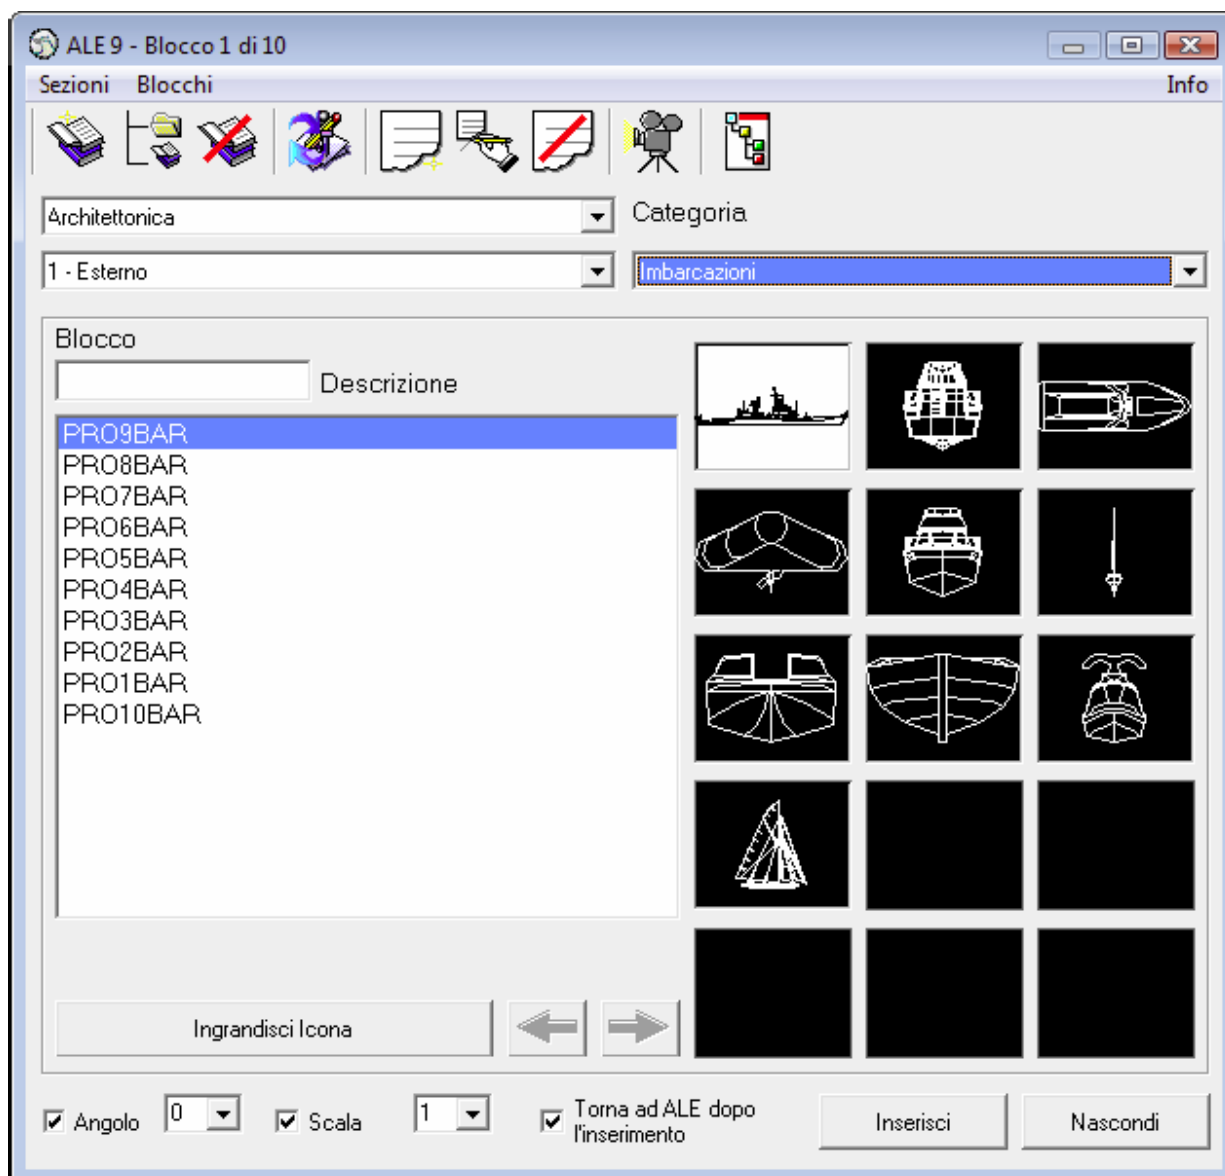 ALE 9 - Blocco 1 di 10
Sezioni Blocchi Info
Architettonica
Categoria
1 - Esterno
Imbarcazioni
Blocco
Descrizione
PRO9BAR
PRO8BAR
PRO7BAR
PRO6BAR
PRO5BAR
PRO4BAR
PRO3BAR
PRO2BAR
PRO1BAR
PRO10BAR
Ingrandisci Icona
Angolo 0
Scala 1
Torna ad ALE dopo
l'inserimento
Inserisci
Nascondi